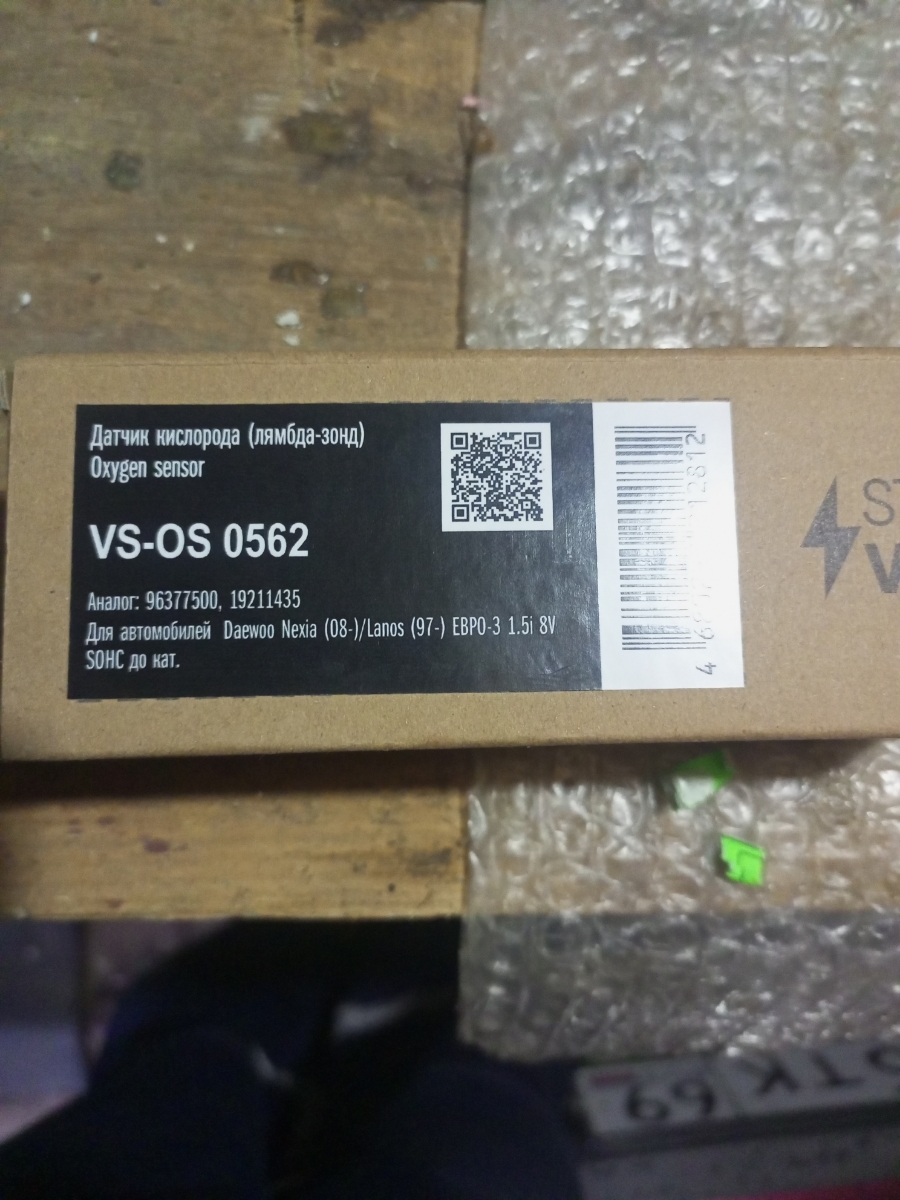 Датчик кислорода (лямбда-зонд)
Oxygen sensor
VS-OS 0562
Аналог: 96377500, 19211435
Для автомобилей Daewoo Nexia (08-)/Lanos (97-) ЕВРО-3 1.5i 8V
SOHC до кат.